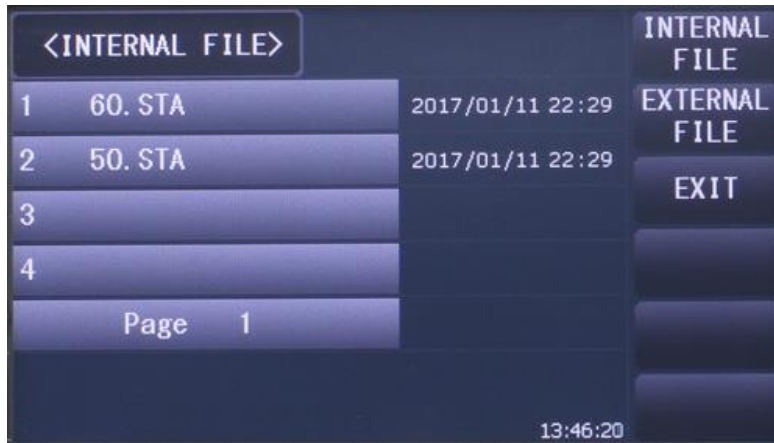 <INTERNAL FILE>
1 60.STA 2017/01/11 22:29
2 50.STA 2017/01/11 22:29
3
4
Page 1
13:46:20
INTERNAL
FILE
EXTERNAL
FILE
EXIT